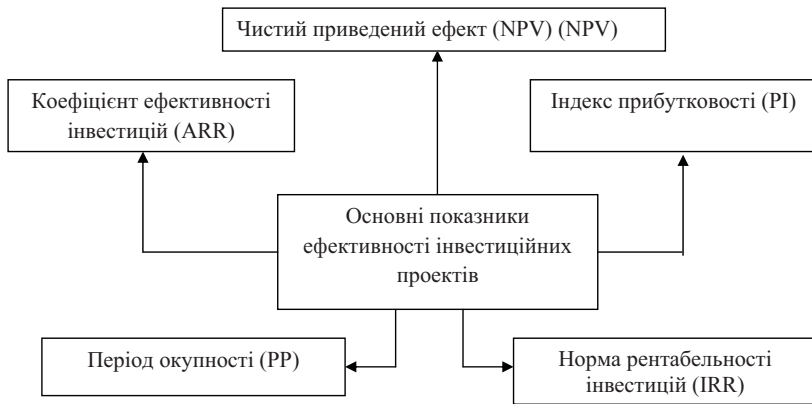 Чистий приведений ефект (NPV) (NPV)
Коефіцієнт ефективності
інвестицій (ARR)
Індекс прибутковості (PI)
Основні показники
ефективності інвестиційних
проектів
Період окупності (PP)
Норма рентабельності
інвестицій (IRR)